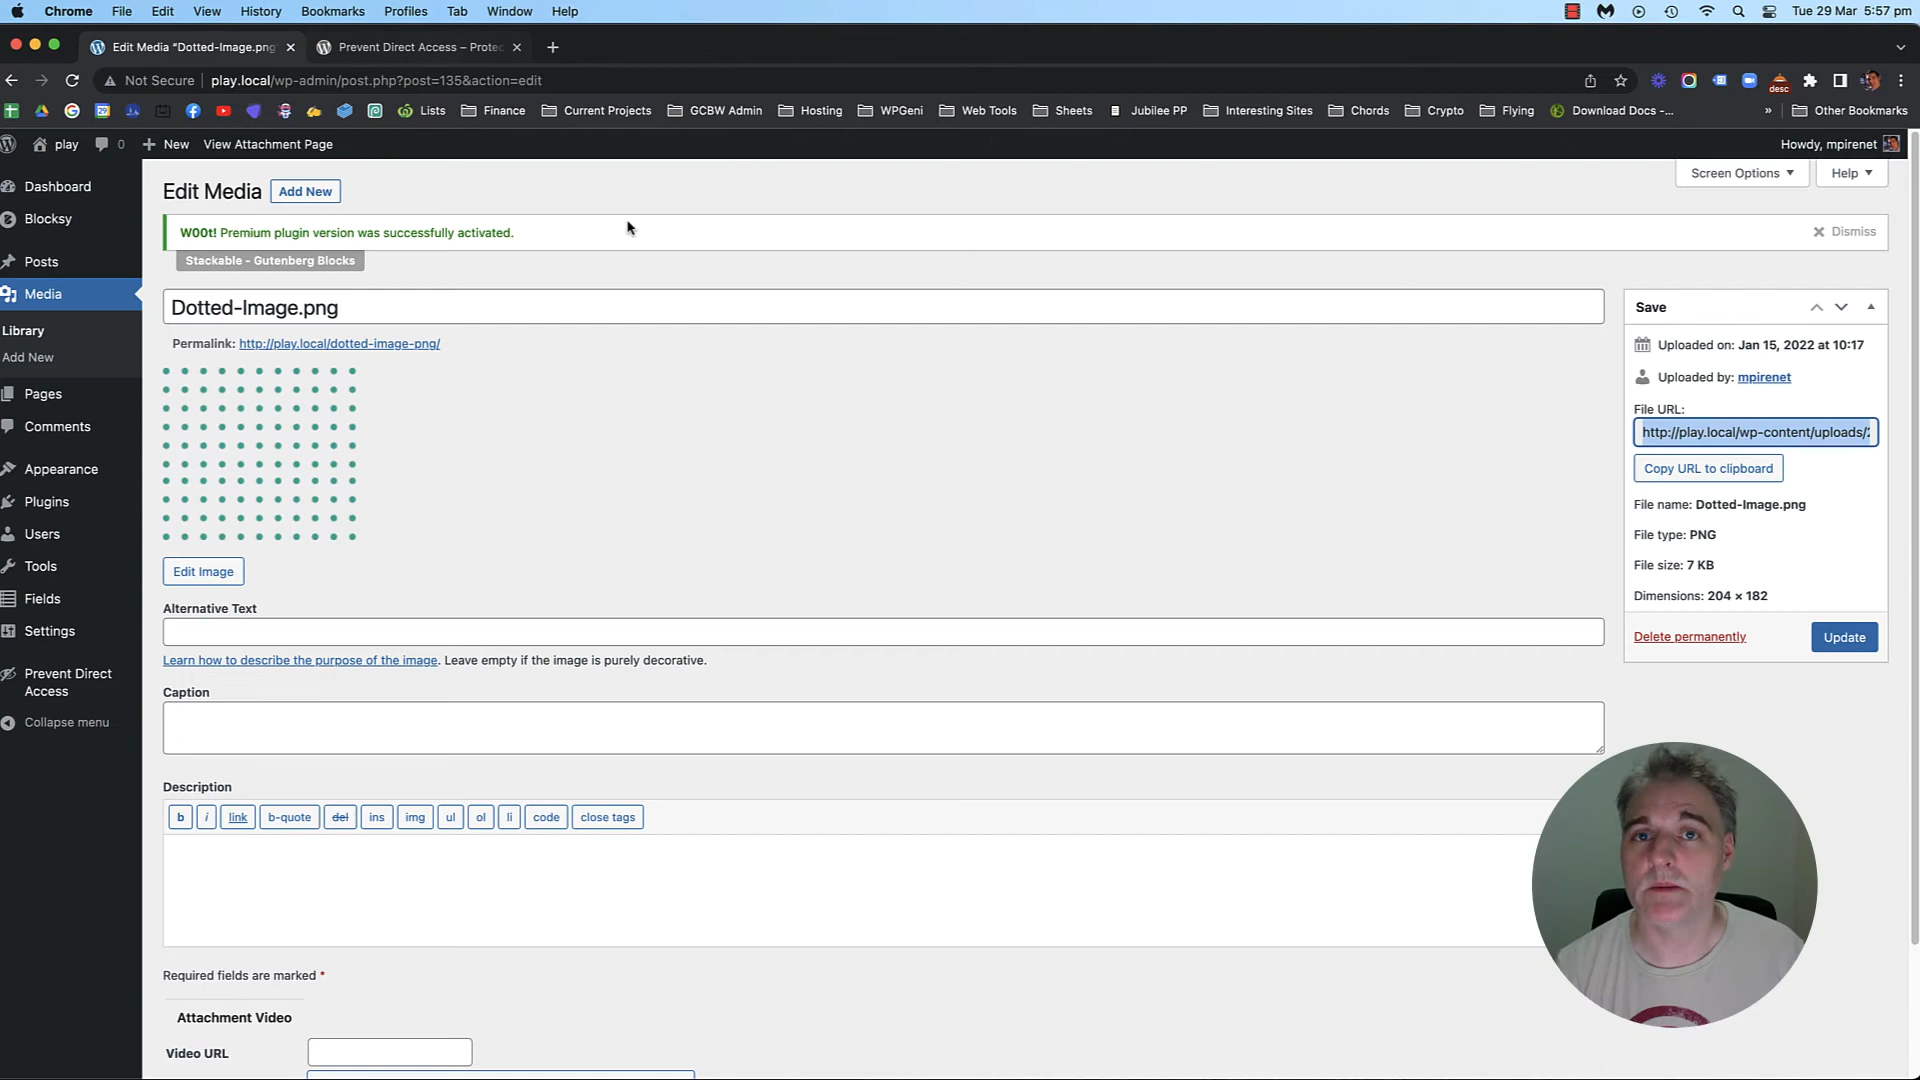 Chrome File Edit View History Bookmarks Profiles Tab Window Help Tue 29 Mar 5:57 pm
Edit Media “Dotted-Image.png Prevent Direct Access – Protec
Not Secure play.local/wp-admin/post.php?post=135&action=edit desc
Lists Finance Current Projects GCBW Admin Hosting WPGeni Web Tools Sheets Jubilee PP Interesting Sites Chords Crypto Flying Download Docs -... » Other Bookmarks
play 0 New View Attachment Page Howdy, mpirenet
Screen Options Help
Dashboard
Blocksy
Posts
Media
Library
Add New
Pages
Comments
Appearance
Plugins
Users
Tools
Fields
Settings
Prevent Direct
Access
Collapse menu
Edit Media Add New
W00t! Premium plugin version was successfully activated. Dismiss
Stackable - Gutenberg Blocks
Dotted-Image.png
Permalink: http://play.local/dotted-image-png/
Edit Image
Alternative Text
Learn how to describe the purpose of the image. Leave empty if the image is purely decorative.
Caption
Description
b i link b-quote del ins img ul ol li code close tags
Required fields are marked *
Attachment Video
Video URL
Save
Uploaded on: Jan 15, 2022 at 10:17
Uploaded by: mpirenet
File URL:
http://play.local/wp-content/uploads/2
Copy URL to clipboard
File name: Dotted-Image.png
File type: PNG
File size: 7 KB
Dimensions: 204 × 182
Delete permanently Update